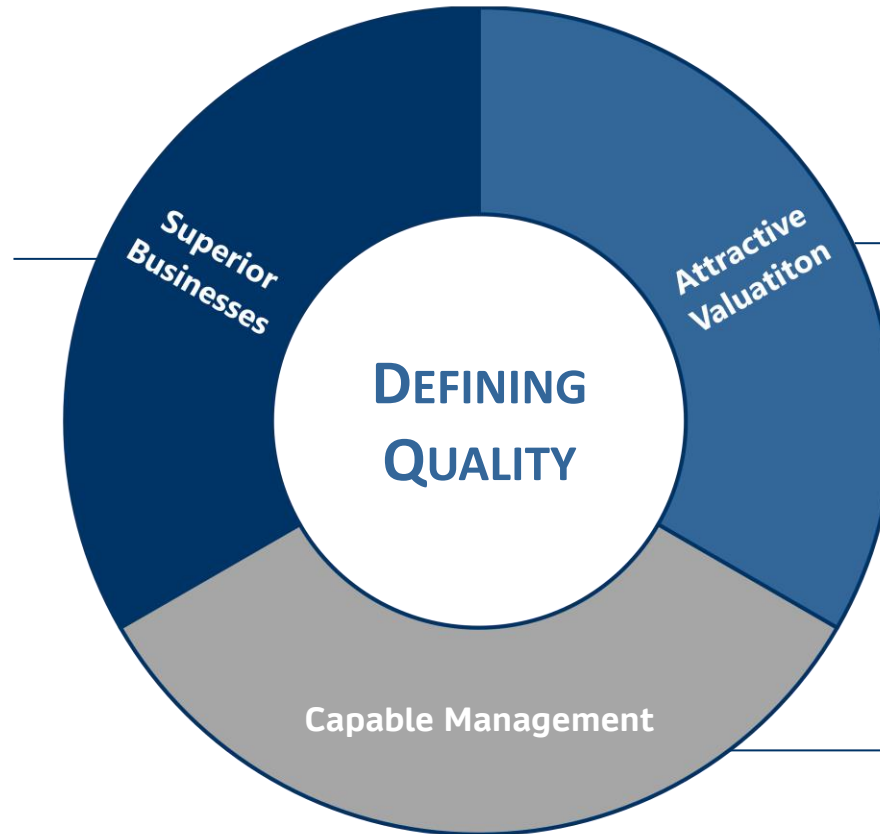 Superior
Businesses
Attractive
Valuatiton
DEFINING
QUALITY
Capable Management